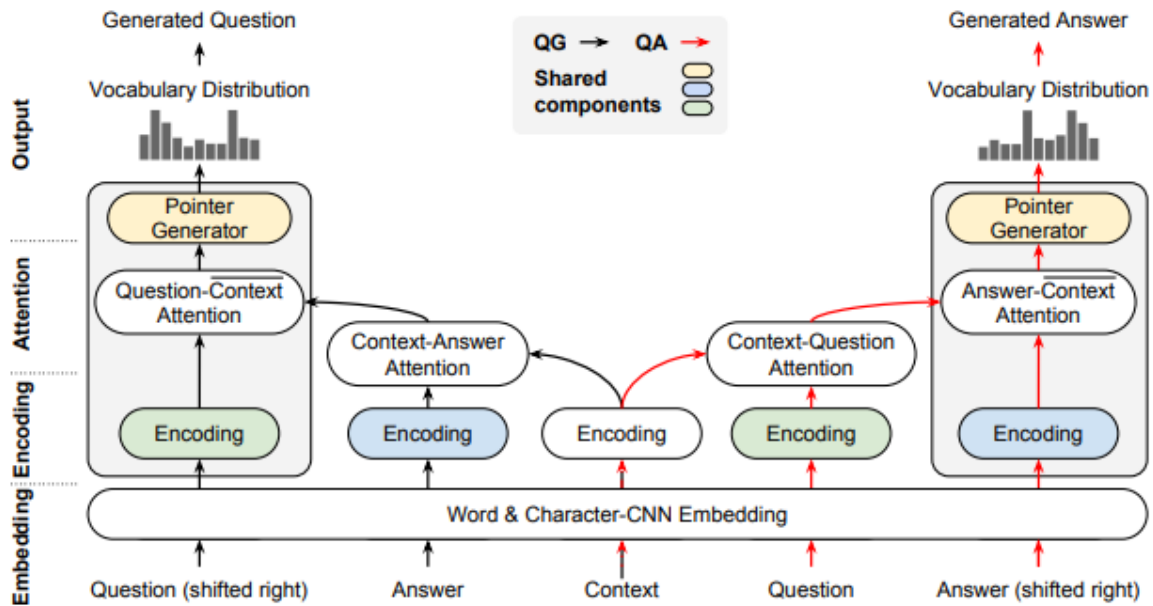 Generated Question
Generated Answer
QG
QA
Shared
components
Vocabulary Distribution
Vocabulary Distribution
Output
Pointer
Generator
Pointer
Generator
Attention
Question-Context
Attention
Context-Answer
Attention
Context-Question
Attention
Answer-Context
Attention
Encoding
Encoding
Encoding
Encoding
Encoding
Encoding
Embedding
Word & Character-CNN Embedding
Question (shifted right)
Answer
Context
Question
Answer (shifted right)